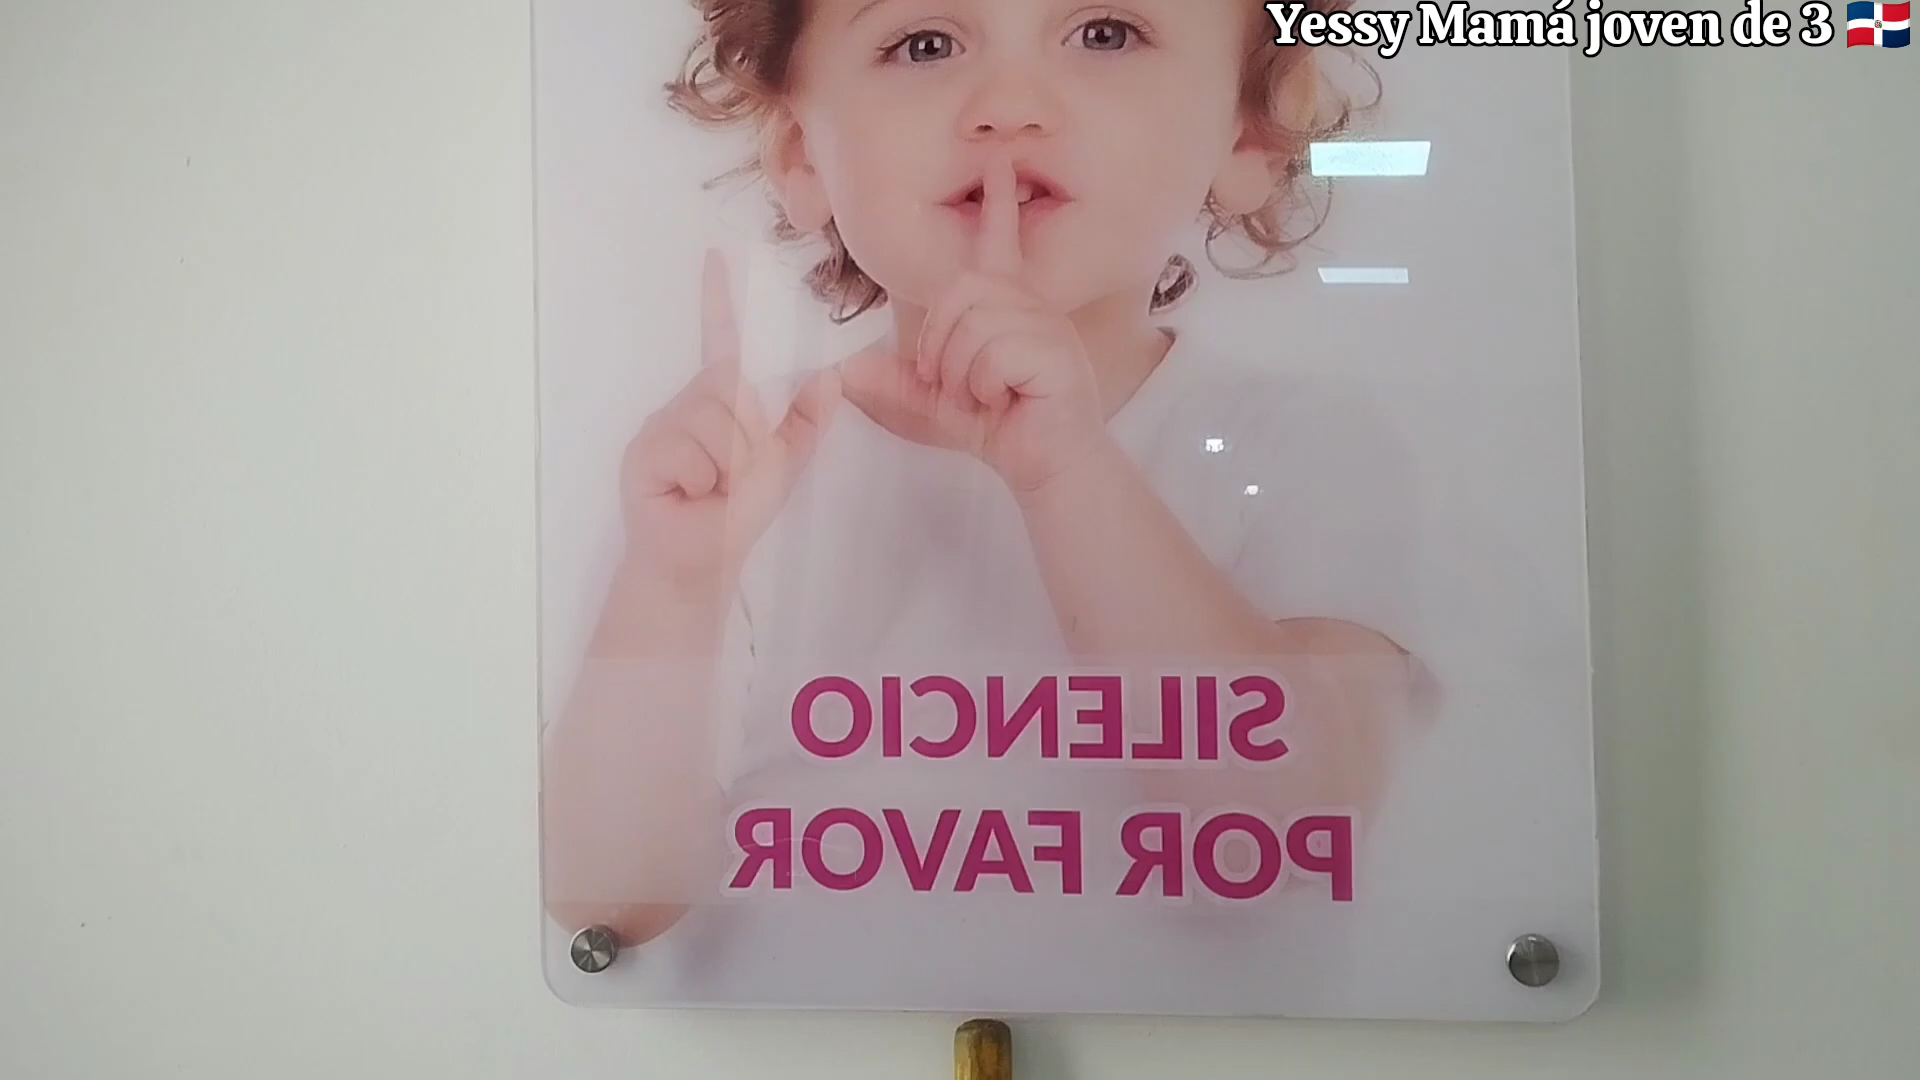 Yessy Mamá joven de 3 🇩🇴
SILENCIO
POR FAVOR